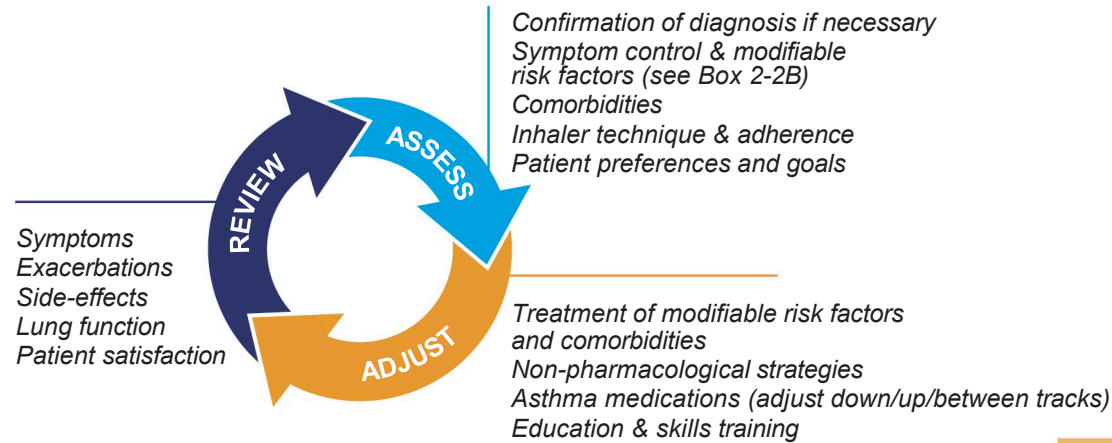 Confirmation of diagnosis if necessary
Symptom control & modifiable
risk factors (see Box 2-2B)
Comorbidities
Inhaler technique & adherence
Patient preferences and goals
ASSESS
REVIEW
Symptoms
Exacerbations
Side-effects
Lung function
Patient satisfaction
ADJUST
Treatment of modifiable risk factors
and comorbidities
Non-pharmacological strategies
Asthma medications (adjust down/up/between tracks)
Education & skills training